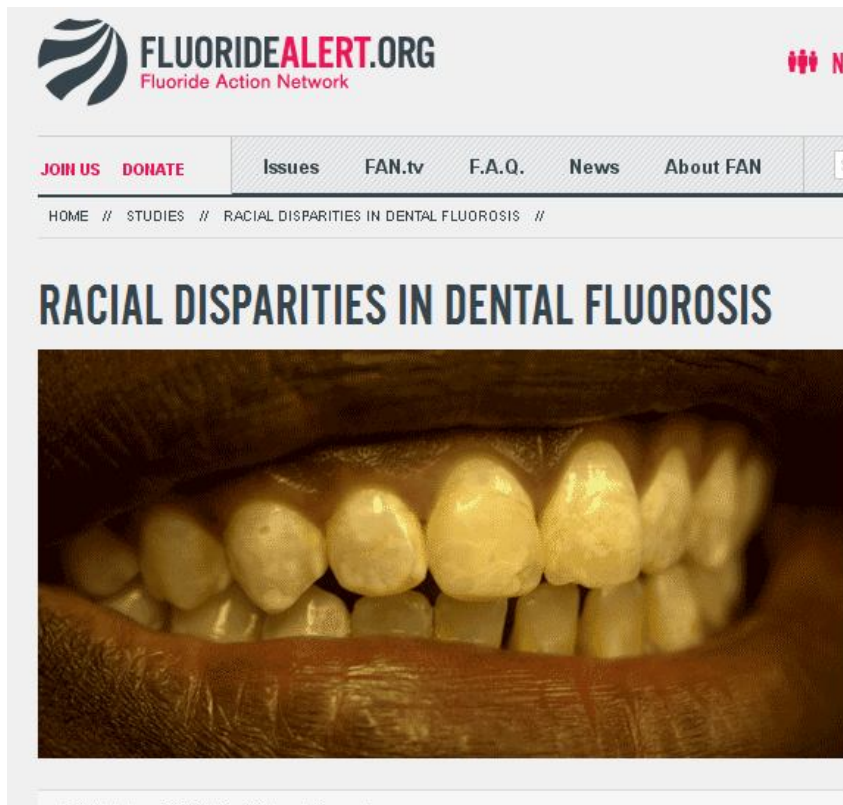 FLUORIDEALERT.ORG
Fluoride Action Network
N
JOIN US DONATE Issues FAN.tv F.A.Q. News About FAN
HOME // STUDIES // RACIAL DISPARITIES IN DENTAL FLUOROSIS //
RACIAL DISPARITIES IN DENTAL FLUOROSIS